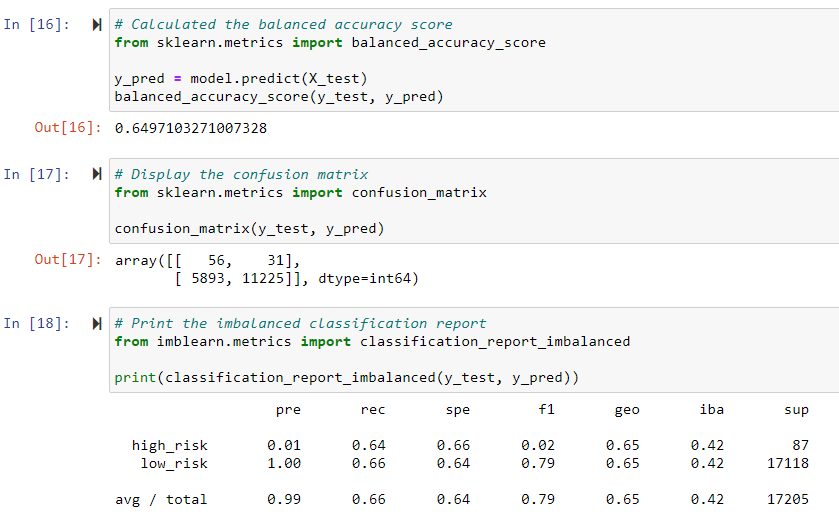 In [16]: # Calculated the balanced accuracy score
from sklearn.metrics import balanced_accuracy_score
y_pred = model.predict(X_test)
balanced_accuracy_score(y_test, y_pred)
Out[16]: 0.6497103271007328
In [17]: # Display the confusion matrix
from sklearn.metrics import confusion_matrix
confusion_matrix(y_test, y_pred)
Out[17]: array([[   56,    31],
       [ 5893, 11225]], dtype=int64)
In [18]: # Print the imbalanced classification report
from imblearn.metrics import classification_report_imbalanced
print(classification_report_imbalanced(y_test, y_pred))
pre rec spe f1 geo iba sup
high_risk 0.01 0.64 0.66 0.02 0.65 0.42 87
low_risk 1.00 0.66 0.64 0.79 0.65 0.42 17118
avg / total 0.99 0.66 0.64 0.79 0.65 0.42 17205